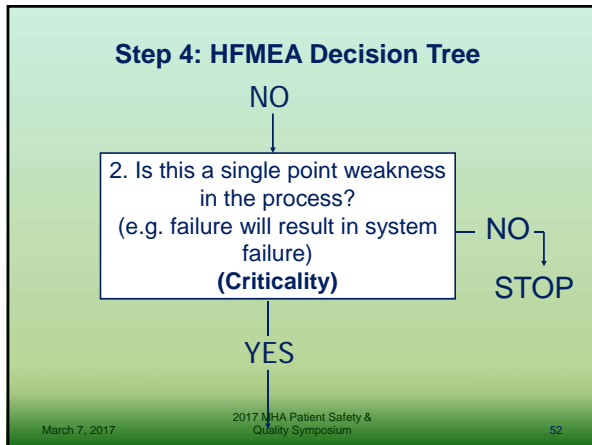 Step 4: HFMEA Decision Tree
NO
2. Is this a single point weakness
in the process?
(e.g. failure will result in system
failure)
(Criticality)
NO
STOP
YES
March 7, 2017
2017 MHA Patient Safety &
Quality Symposium
52